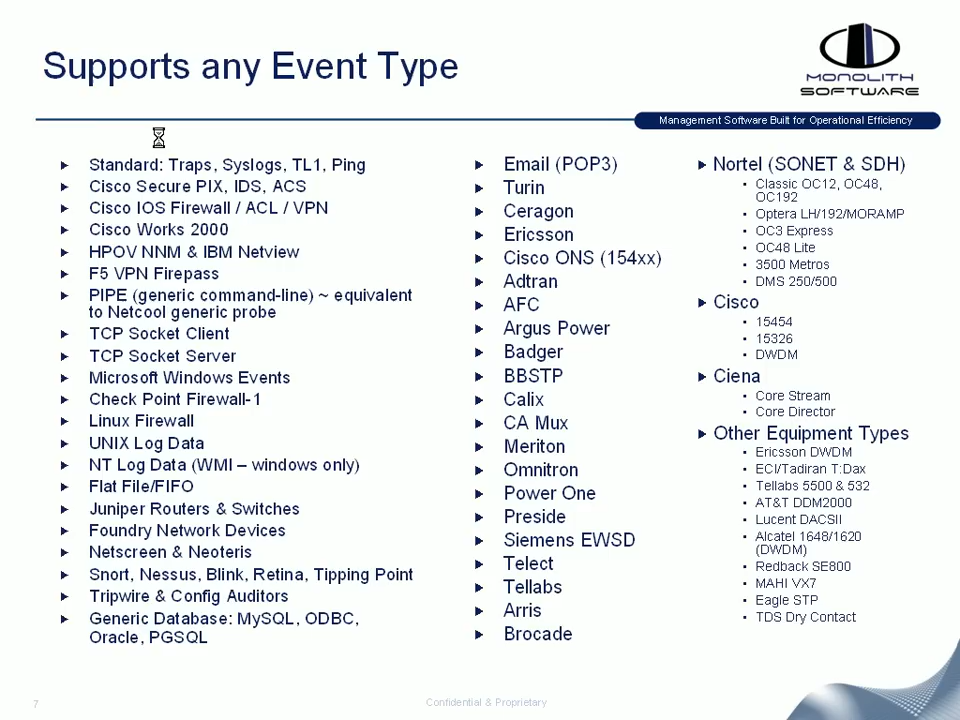 Supports any Event Type
MONOLITH
SOFTWARE
Management Software Built for Operational Efficiency
Standard: Traps, Syslogs, TL1, Ping
Cisco Secure PIX, IDS, ACS
Cisco IOS Firewall / ACL / VPN
Cisco Works 2000
HPOV NNM & IBM Netview
F5 VPN Firepass
PIPE (generic command-line) ~ equivalent
to Netcool generic probe
TCP Socket Client
TCP Socket Server
Microsoft Windows Events
Check Point Firewall-1
Linux Firewall
UNIX Log Data
NT Log Data (WMI – windows only)
Flat File/FIFO
Juniper Routers & Switches
Foundry Network Devices
Netscreen & Neoteris
Snort, Nessus, Blink, Retina, Tipping Point
Tripwire & Config Auditors
Generic Database: MySQL, ODBC,
Oracle, PGSQL
Email (POP3)
Turin
Ceragon
Ericsson
Cisco ONS (154xx)
Adtran
AFC
Argus Power
Badger
BBSTP
Calix
CA Mux
Meriton
Omnitron
Power One
Preside
Siemens EWSD
Telect
Tellabs
Arris
Brocade
Nortel (SONET & SDH)
Classic OC12, OC48,
OC192
Optera LH/192/MORAMP
OC3 Express
OC48 Lite
3500 Metros
DMS 250/500
Cisco
15454
15326
DWDM
Ciena
Core Stream
Core Director
Other Equipment Types
Ericsson DWDM
ECI/Tadiran T:Dax
Tellabs 5500 & 532
AT&T DDM2000
Lucent DACSII
Alcatel 1648/1620
(DWDM)
Redback SE800
MAHI VX7
Eagle STP
TDS Dry Contact
7
Confidential & Proprietary